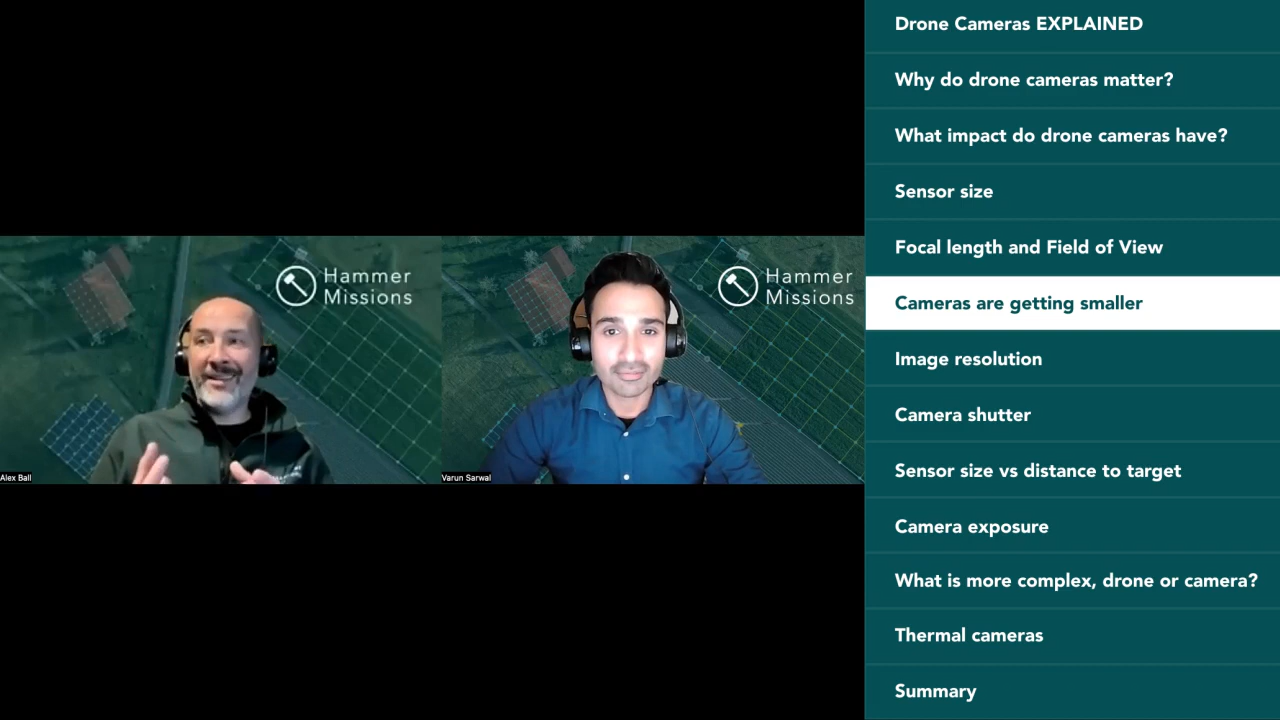 Drone Cameras EXPLAINED
Why do drone cameras matter?
What impact do drone cameras have?
Sensor size
Focal length and Field of View
Cameras are getting smaller
Image resolution
Camera shutter
Sensor size vs distance to target
Camera exposure
What is more complex, drone or camera?
Thermal cameras
Summary
Hammer
Missions
Alex Ball
Hammer
Missions
Varun Sarwal